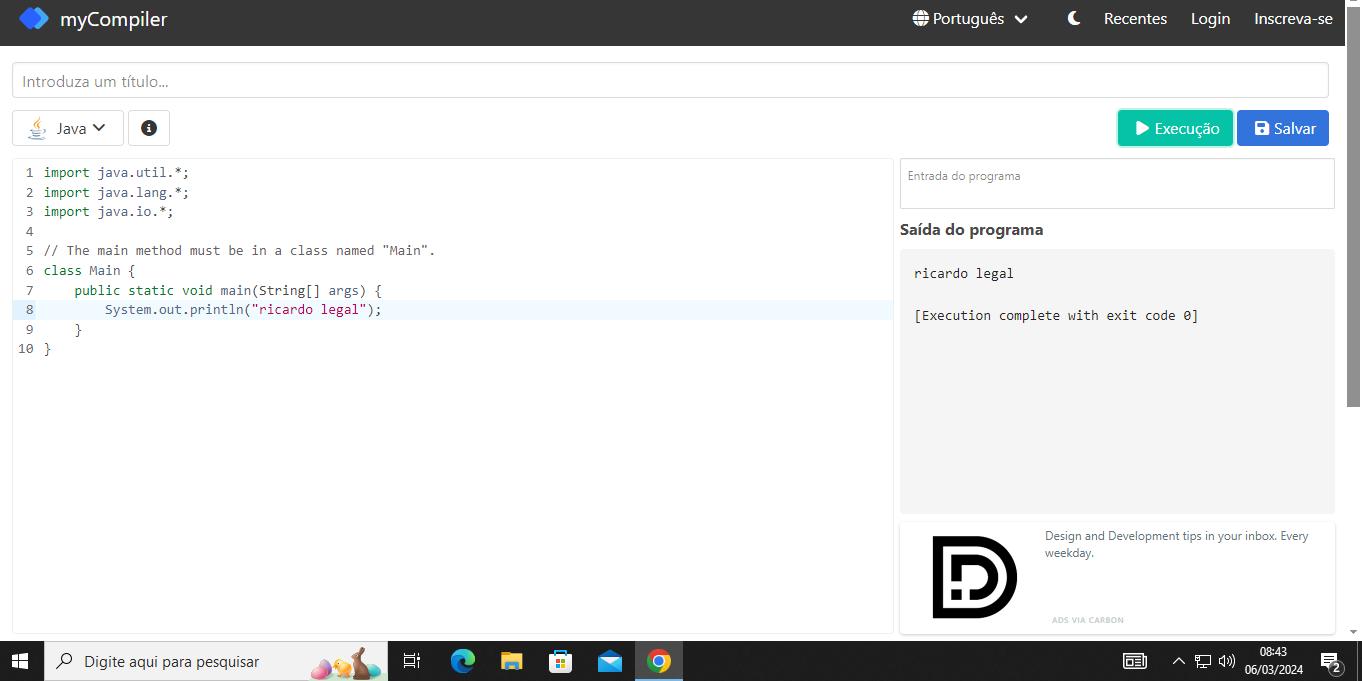 myCompiler
Português
Recentes
Login
Inscreva-se
Introduza um título...
Java
Execução
Salvar
1 import java.util.*;
2 import java.lang.*;
3 import java.io.*;
4
5 // The main method must be in a class named "Main".
6 class Main {
7     public static void main(String[] args) {
8         System.out.println("ricardo legal");
9     }
10 }
Entrada do programa
Saída do programa
ricardo legal
[Execution complete with exit code 0]
Design and Development tips in your inbox. Every
weekday.
ADS VIA CARBON
Digite aqui para pesquisar
08:43
06/03/2024
2